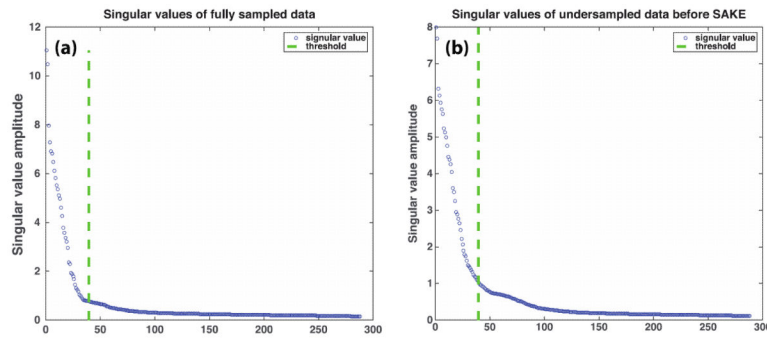 Singular values of fully sampled data
(a)
signular value
threshold
Singular value amplitude
12
10
8
6
4
2
0
0 50 100 150 200 250 300
Singular values of undersampled data before SAKE
(b)
signular value
threshold
Singular value amplitude
8
7
6
5
4
3
2
1
0
0 50 100 150 200 250 300